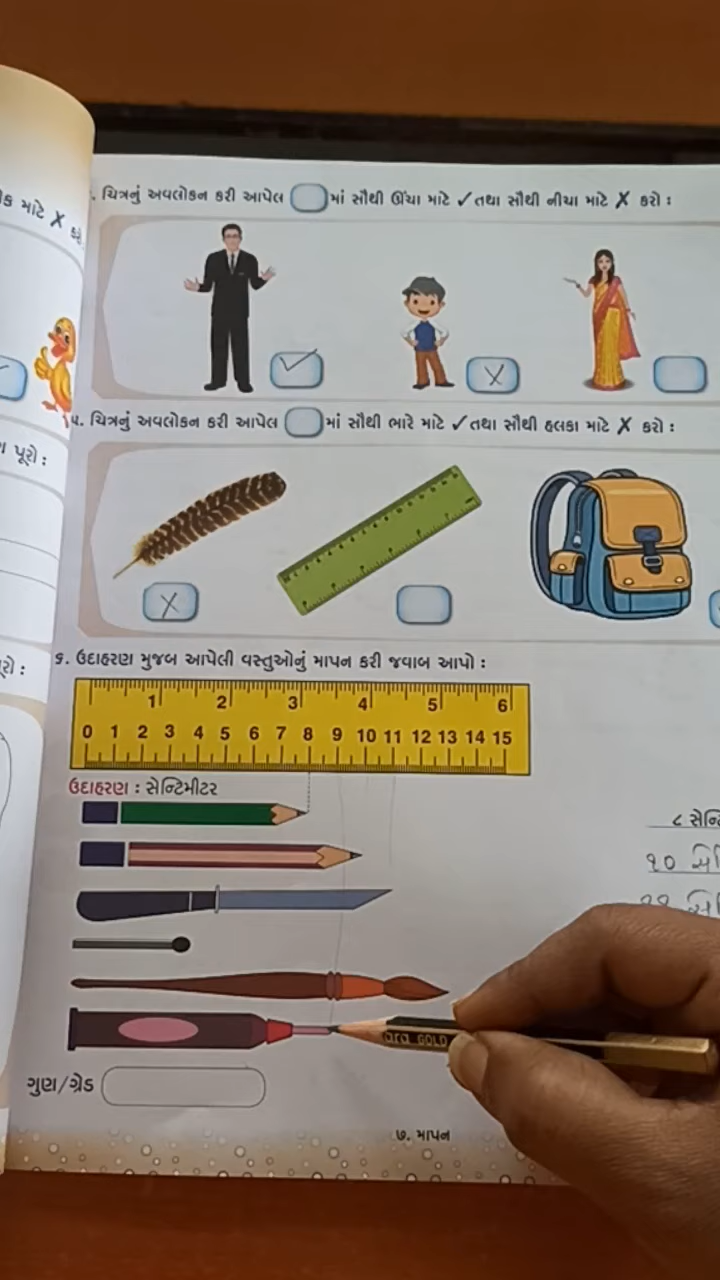 ક માટે ✗ કરો
. ચિત્રનું અવલોકન કરી આપેલ માં સૌથી ઊંચા માટે ✓ તથા સૌથી નીચા માટે ✗ કરો :
૫. ચિત્રનું અવલોકન કરી આપેલ માં સૌથી ભારે માટે ✓ તથા સૌથી હલકા માટે ✗ કરો :
પૂરો :
૬. ઉદાહરણ મુજબ આપેલી વસ્તુઓનું માપન કરી જવાબ આપો :
1 2 3 4 5 6
0 1 2 3 4 5 6 7 8 9 10 11 12 13 14 15
ઉદાહરણ : સેન્ટિમીટર
૮ સેન્ટિ
૧૦ સે
GOLD
ગુણ/ગ્રેડ
૭. માપન